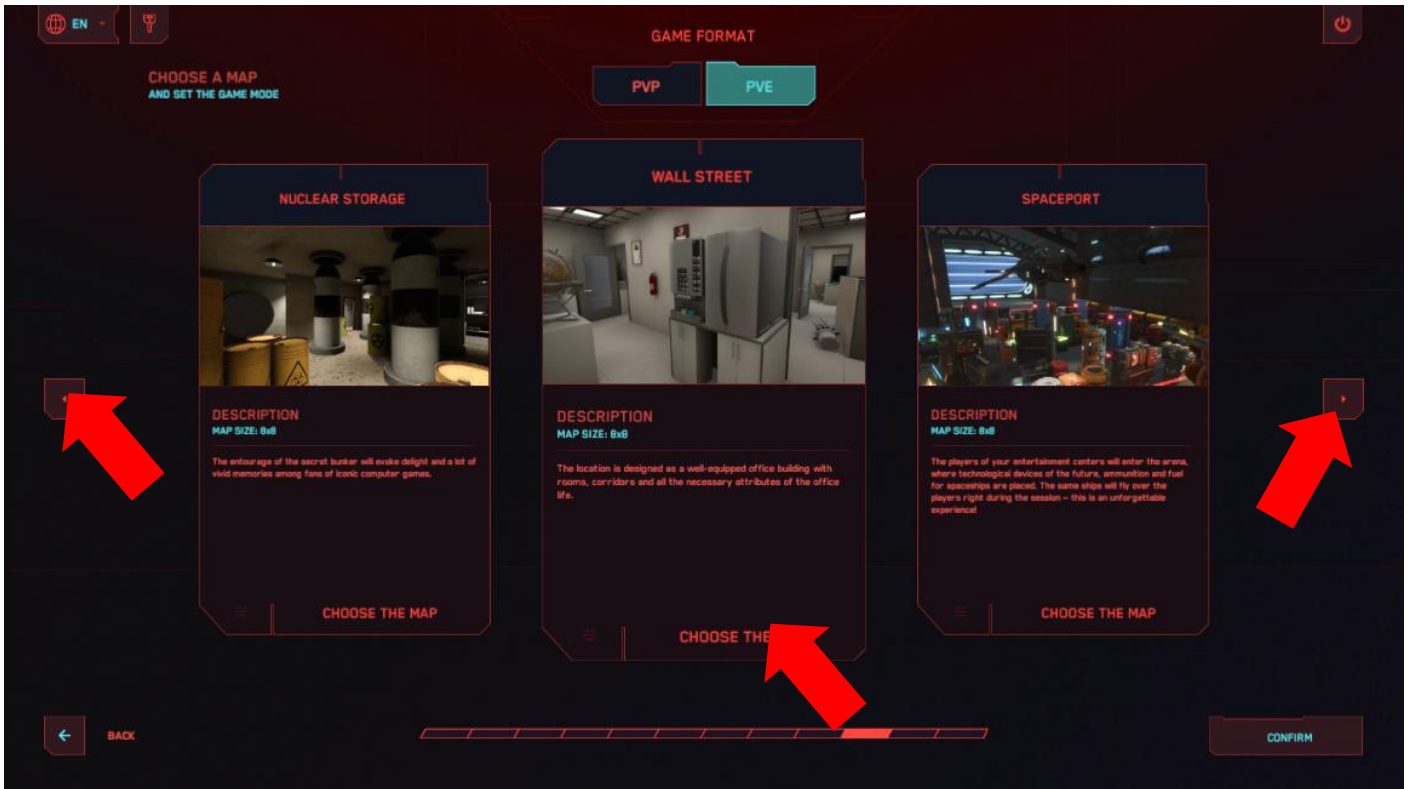 EN
GAME FORMAT
CHOOSE A MAP
AND SET THE GAME MODE
PVP
PVE
NUCLEAR STORAGE
DESCRIPTION
MAP SIZE: 8x8
The entourage of the secret bunker will evoke delight and a lot of
vivid memories among fans of iconic computer games.
CHOOSE THE MAP
WALL STREET
DESCRIPTION
MAP SIZE: 8x8
The location is designed as a well-equipped office building with
rooms, corridors and all the necessary attributes of the office
life.
CHOOSE THE
SPACEPORT
DESCRIPTION
MAP SIZE: 8x8
The players of your entertainment centers will enter the arena,
where technological devices of the future, ammunition and fuel
for spaceships are placed. The same ships will fly over the
players right during the session – this is an unforgettable
experience!
CHOOSE THE MAP
BACK
CONFIRM